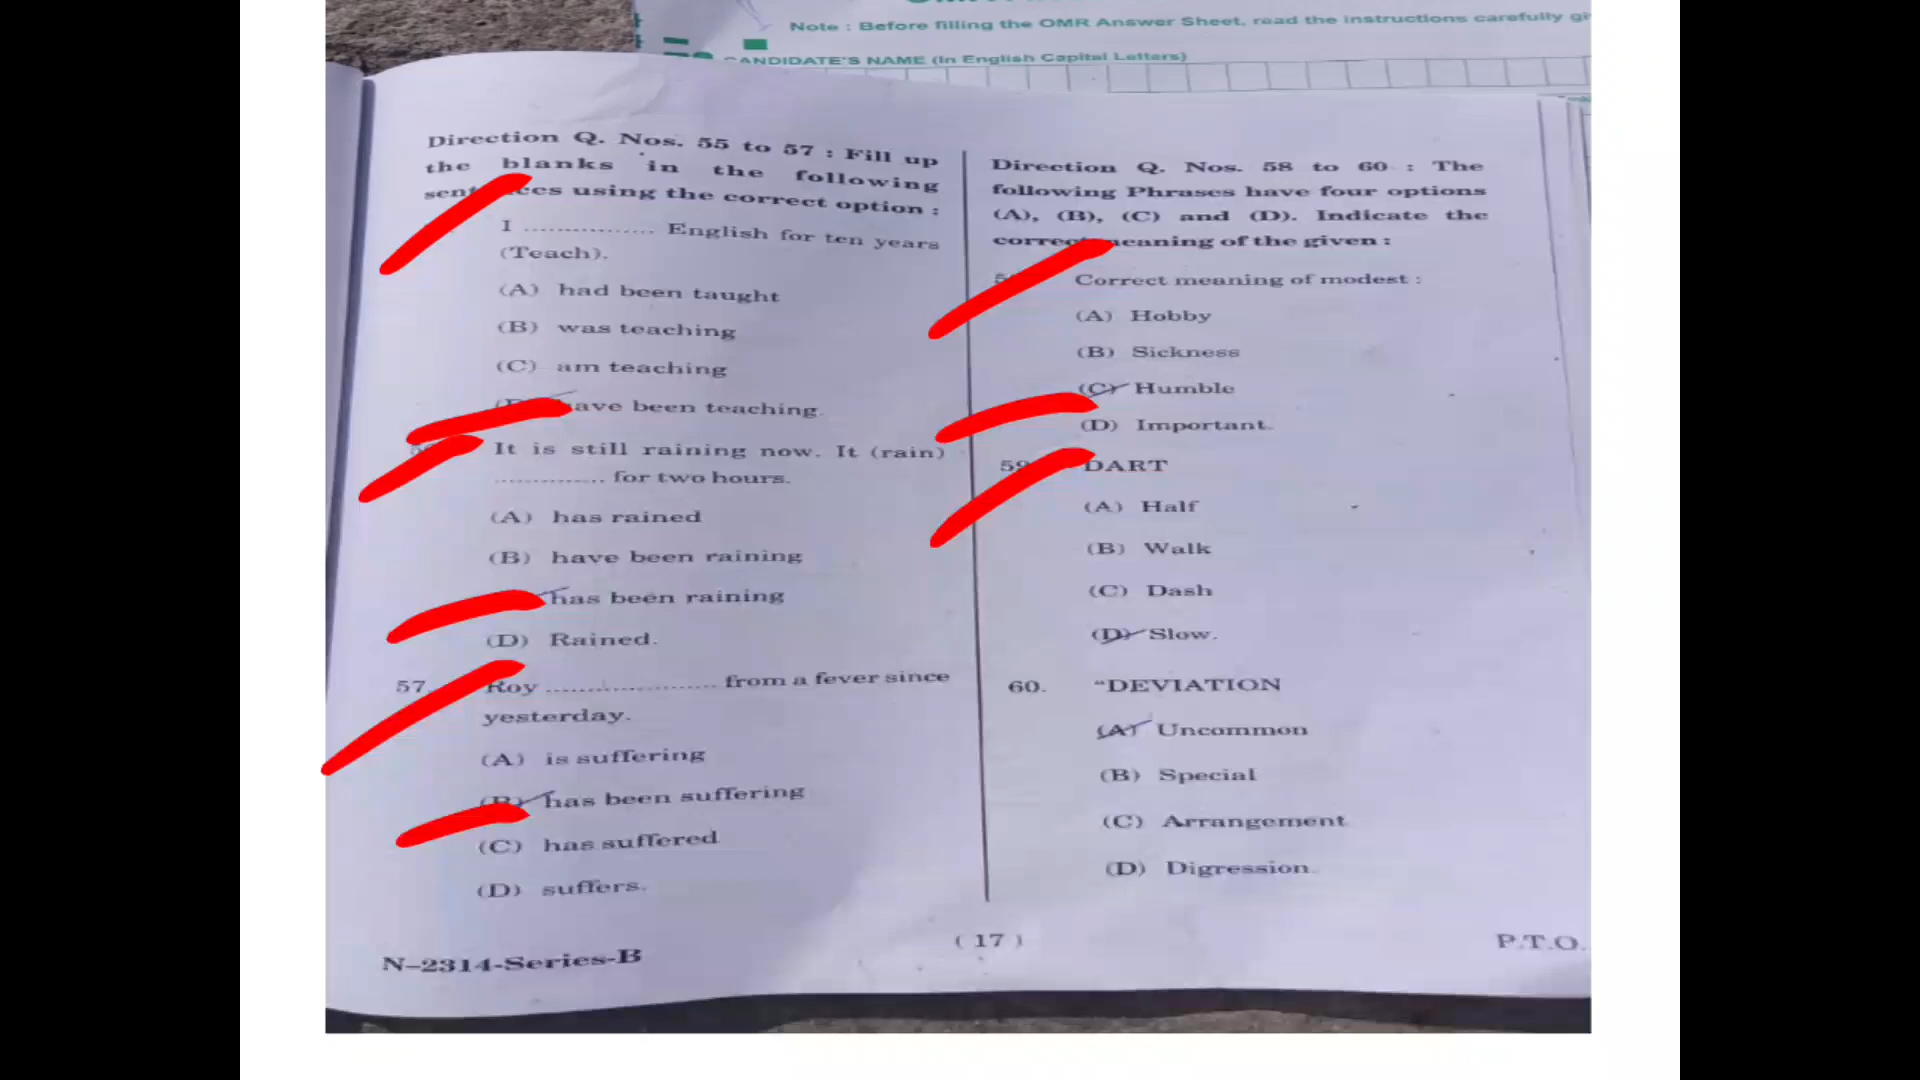 Note : Before filling the OMR Answer Sheet, read the instructions carefully
CANDIDATE'S NAME (In English Capital Letters)
Direction Q. Nos. 55 to 57 : Fill up
the blanks in the following
using the correct option :
I ............... English for ten years
(Teach).
(A) had been taught
(B) was teaching
(C) am teaching
have been teaching.
It is still raining now. It (rain)
............. for two hours.
(A) has rained
(B) have been raining
has been raining
(D) Rained.
57. Roy ...................... from a fever since
yesterday.
(A) is suffering
(B) has been suffering
(C) has suffered
(D) suffers.
Direction Q. Nos. 58 to 60 : The
following Phrases have four options
(A), (B), (C) and (D). Indicate the
correct meaning of the given :
Correct meaning of modest :
(A) Hobby
(B) Sickness
(C) Humble
(D) Important.
59. DART
(A) Half
(B) Walk
(C) Dash
(D) Slow.
60. "DEVIATION
(A) Uncommon
(B) Special
(C) Arrangement
(D) Digression.
N-2314-Series-B
( 17 )
P.T.O.